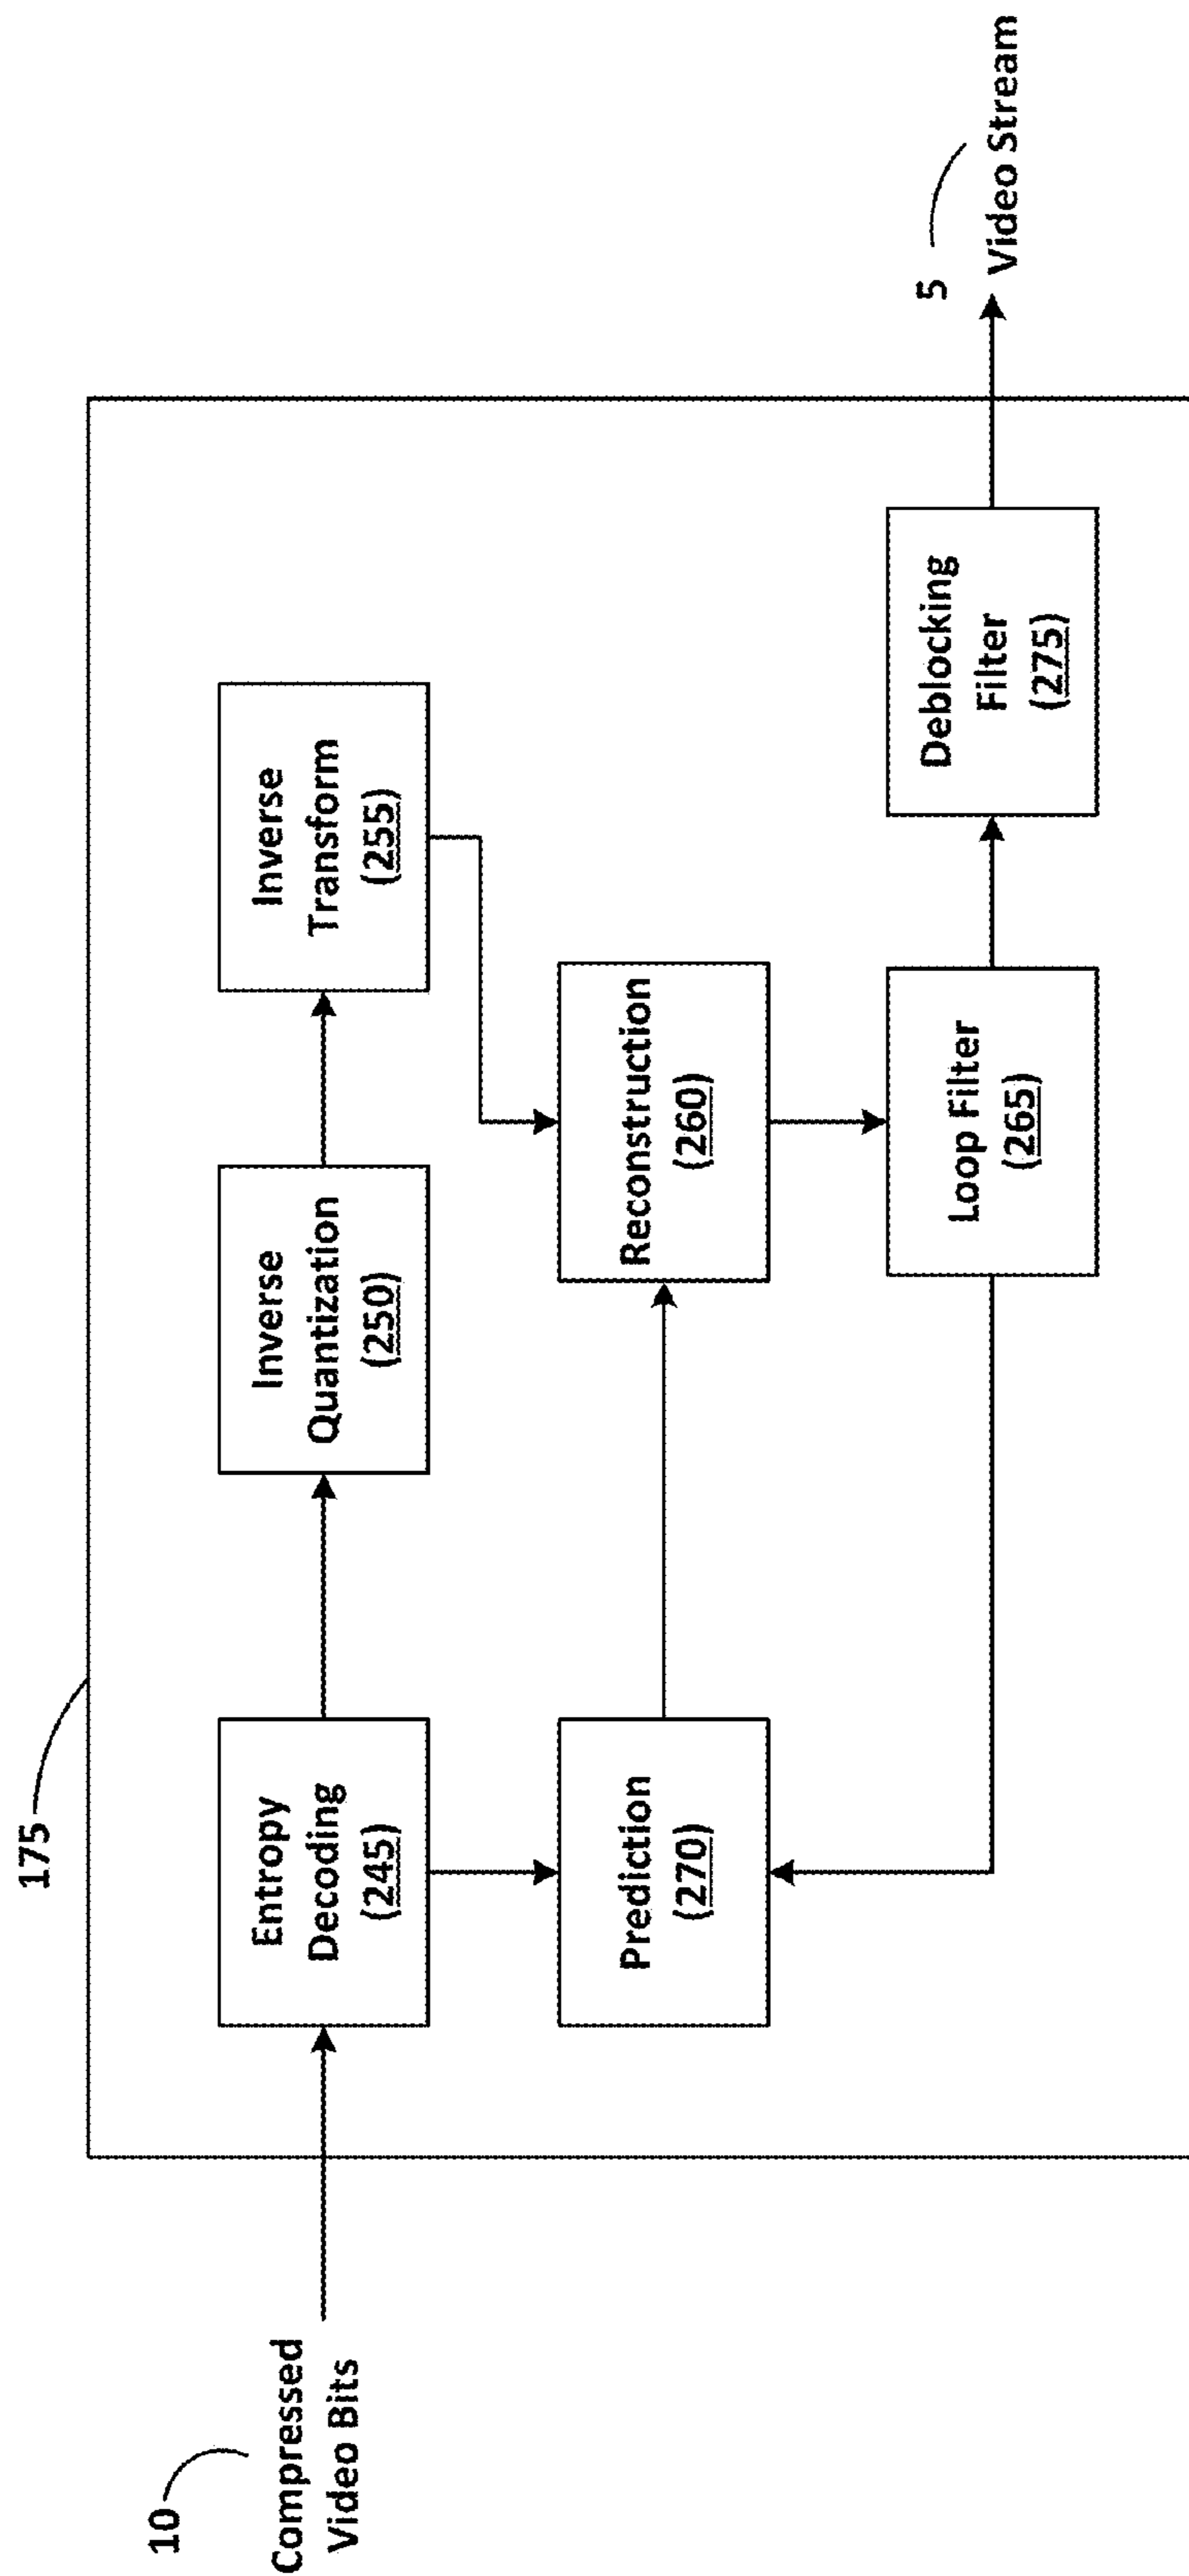 175
10
Compressed
Video Bits
Entropy
Decoding
(245)
Inverse
Quantization
(250)
Inverse
Transform
(255)
Prediction
(270)
Reconstruction
(260)
Loop Filter
(265)
Deblocking
Filter
(275)
5
Video Stream